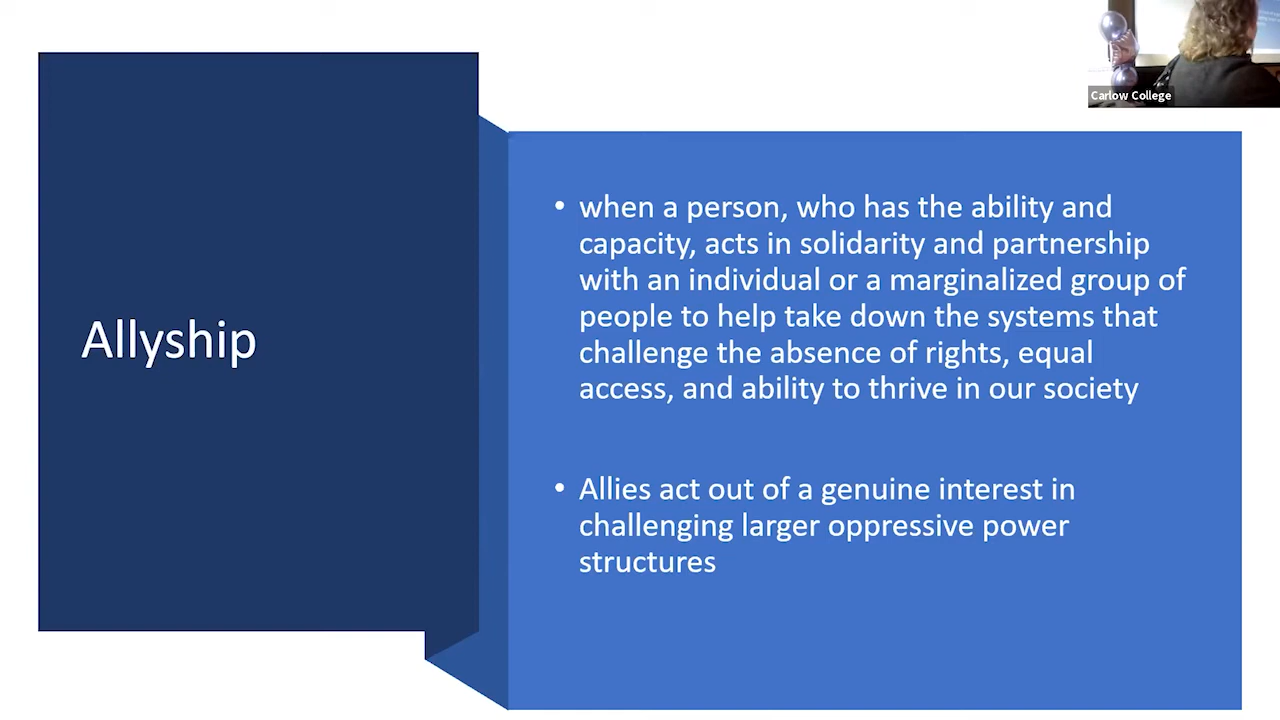 Carlow College
Allyship
• when a person, who has the ability and
capacity, acts in solidarity and partnership
with an individual or a marginalized group of
people to help take down the systems that
challenge the absence of rights, equal
access, and ability to thrive in our society
• Allies act out of a genuine interest in
challenging larger oppressive power
structures